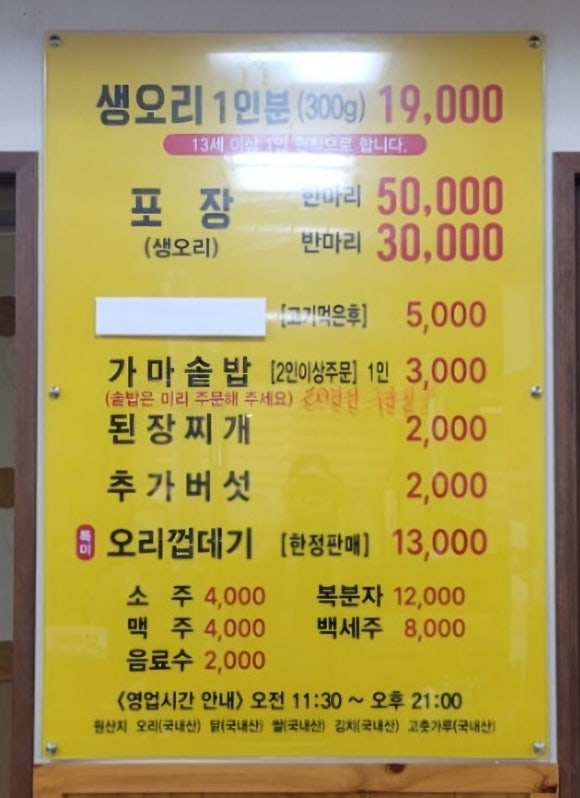 생오리 1인분 (300g) 19,000
13세 이상 1인 원칙으로 합니다.
포 장 한마리 50,000
(생오리) 반마리 30,000
[고기먹은후] 5,000
가마솥밥 [2인이상주문] 1인 3,000
(솥밥은 미리 주문해 주세요)
된장찌개 2,000
추가버섯 2,000
특미 오리껍데기 [한정판매] 13,000
소 주 4,000 복분자 12,000
맥 주 4,000 백세주 8,000
음료수 2,000
〈영업시간 안내〉 오전 11:30 ~ 오후 21:00
원산지 오리(국내산) 닭(국내산) 쌀(국내산) 김치(국내산) 고춧가루(국내산)